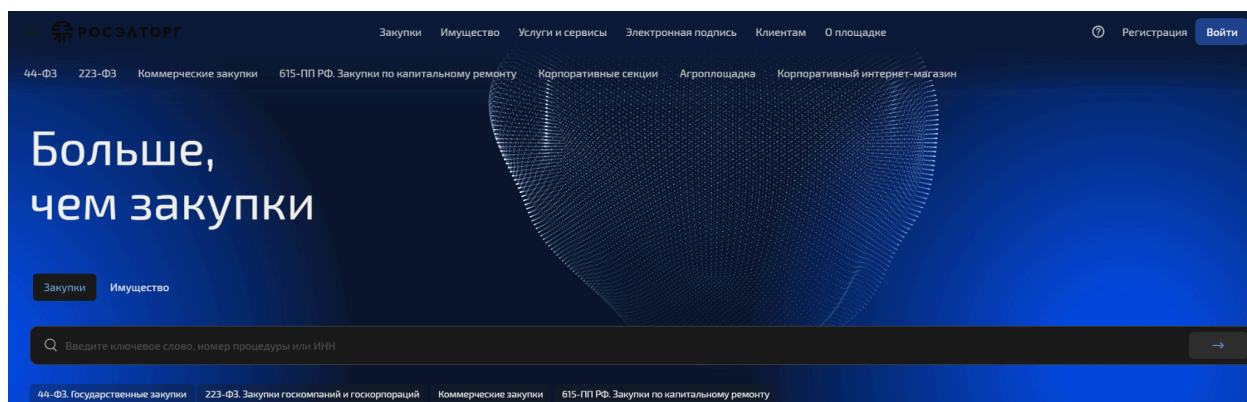 РОСЭЛТОРГ Закупки Имущество Услуги и сервисы Электронная подпись Клиентам О площадке Регистрация Войти
44-ФЗ 223-ФЗ Коммерческие закупки 615-ПП РФ. Закупки по капитальному ремонту Корпоративные секции Агроплощадка Корпоративный интернет-магазин
Больше,
чем закупки
Закупки Имущество
Введите ключевое слово, номер процедуры или ИНН
44-ФЗ. Государственные закупки 223-ФЗ. Закупки госкомпаний и госкорпораций Коммерческие закупки 615-ПП РФ. Закупки по капитальному ремонту